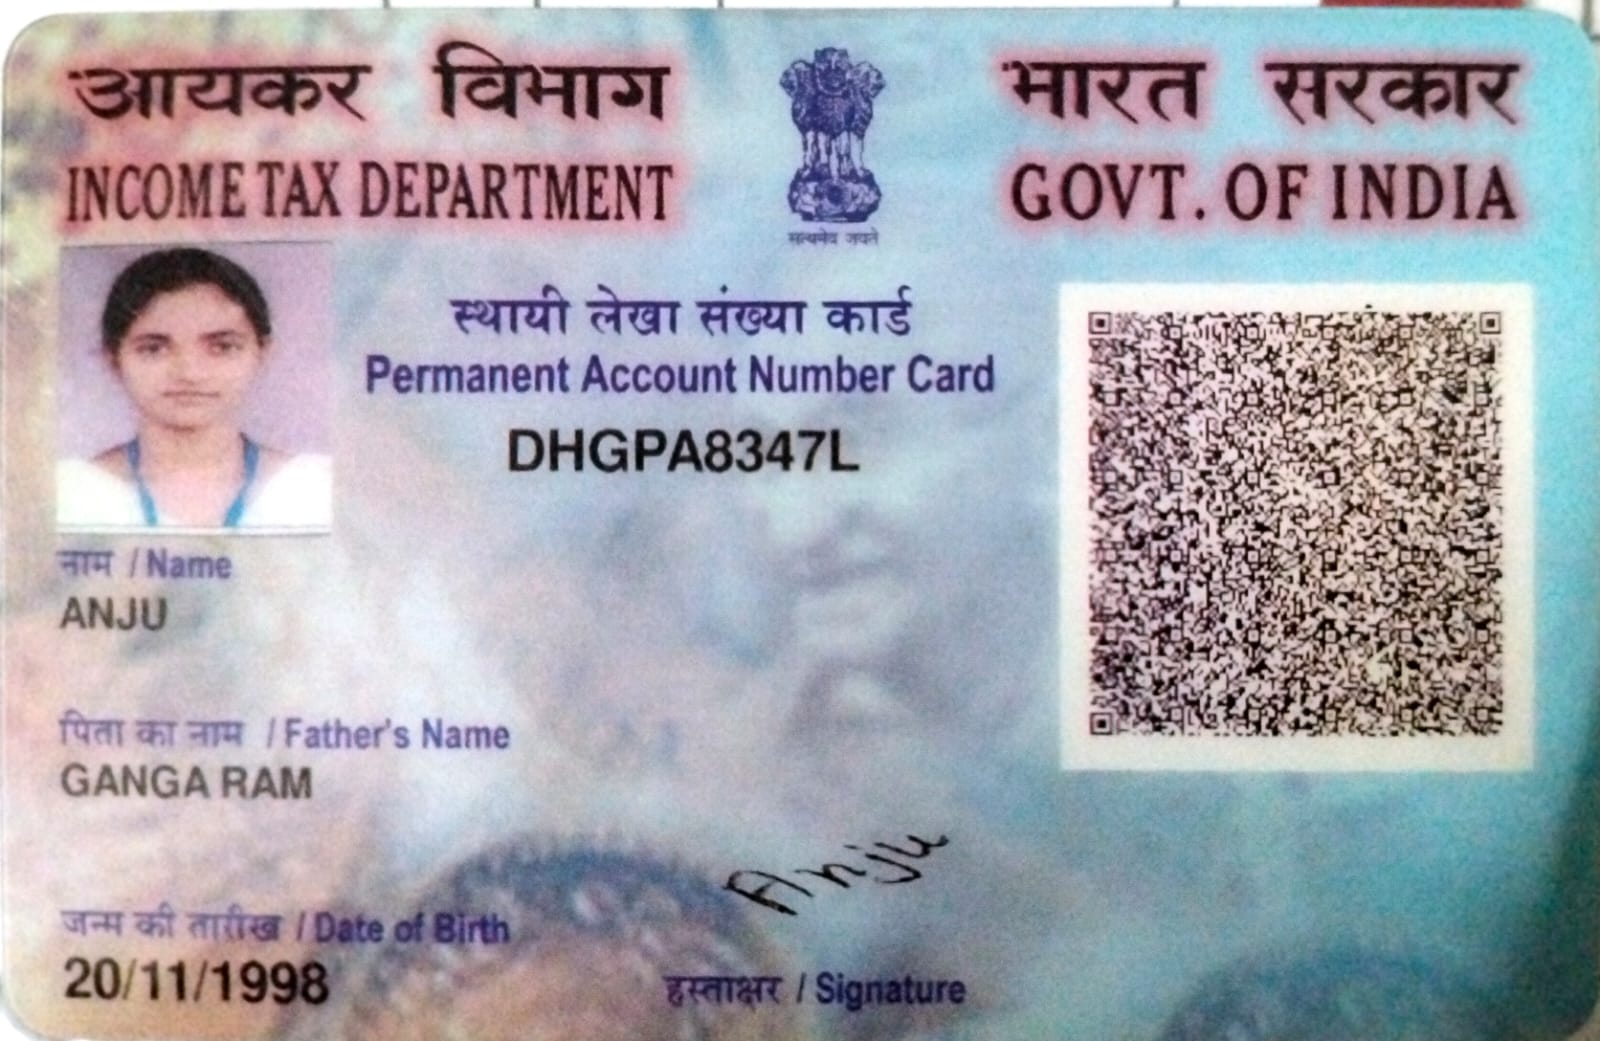 आयकर विभाग
INCOME TAX DEPARTMENT
सत्यमेव जयते
भारत सरकार
GOVT. OF INDIA
स्थायी लेखा संख्या कार्ड
Permanent Account Number Card
DHGPA8347L
नाम / Name
ANJU
पिता का नाम / Father's Name
GANGA RAM
जन्म की तारीख / Date of Birth
20/11/1998
Anju
हस्ताक्षर / Signature